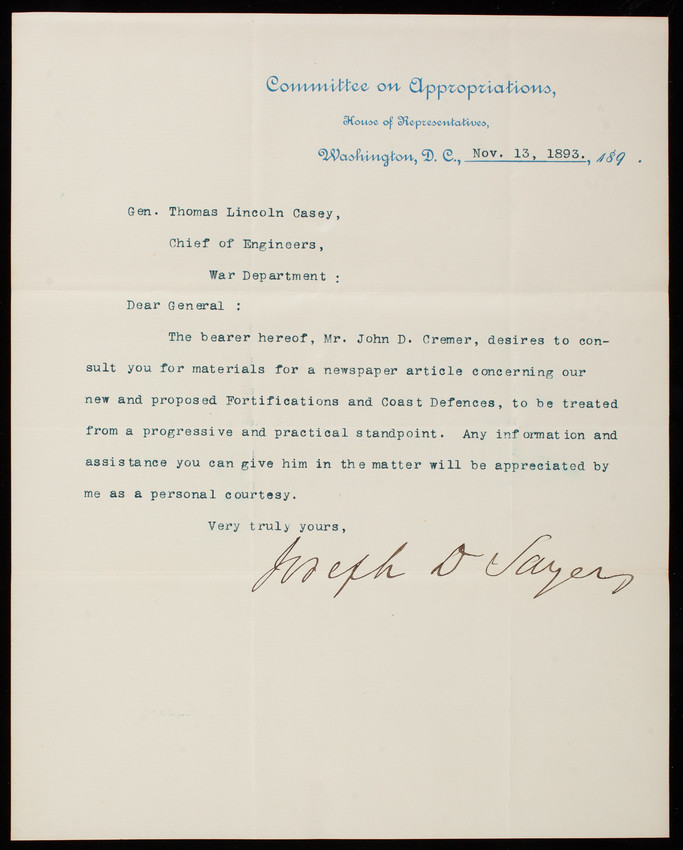 Committee on Appropriations,
House of Representatives,
Washington, D. C., Nov. 13, 1893., 189 .
Gen. Thomas Lincoln Casey,
Chief of Engineers,
War Department :
Dear General :
The bearer hereof, Mr. John D. Cremer, desires to con-
sult you for materials for a newspaper article concerning our
new and proposed Fortifications and Coast Defences, to be treated
from a progressive and practical standpoint. Any information and
assistance you can give him in the matter will be appreciated by
me as a personal courtesy.
Very truly yours,
Joseph D Sayers